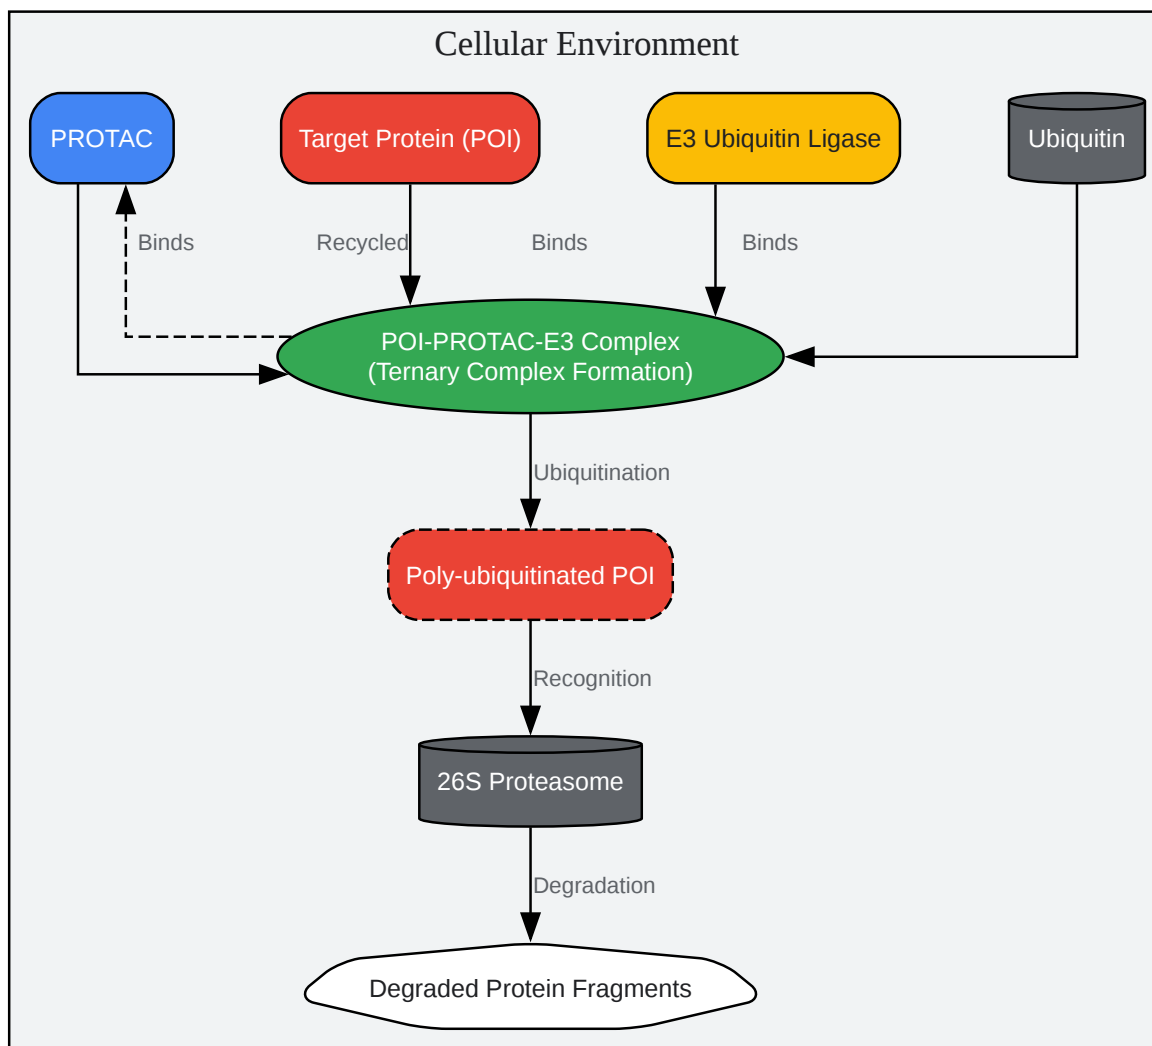 Cellular Environment
PROTAC
Target Protein (POI)
E3 Ubiquitin Ligase
Ubiquitin
Binds
Recycled
Binds
Binds
POI-PROTAC-E3 Complex
(Ternary Complex Formation)
Ubiquitination
Poly-ubiquitinated POI
Recognition
26S Proteasome
Degradation
Degraded Protein Fragments